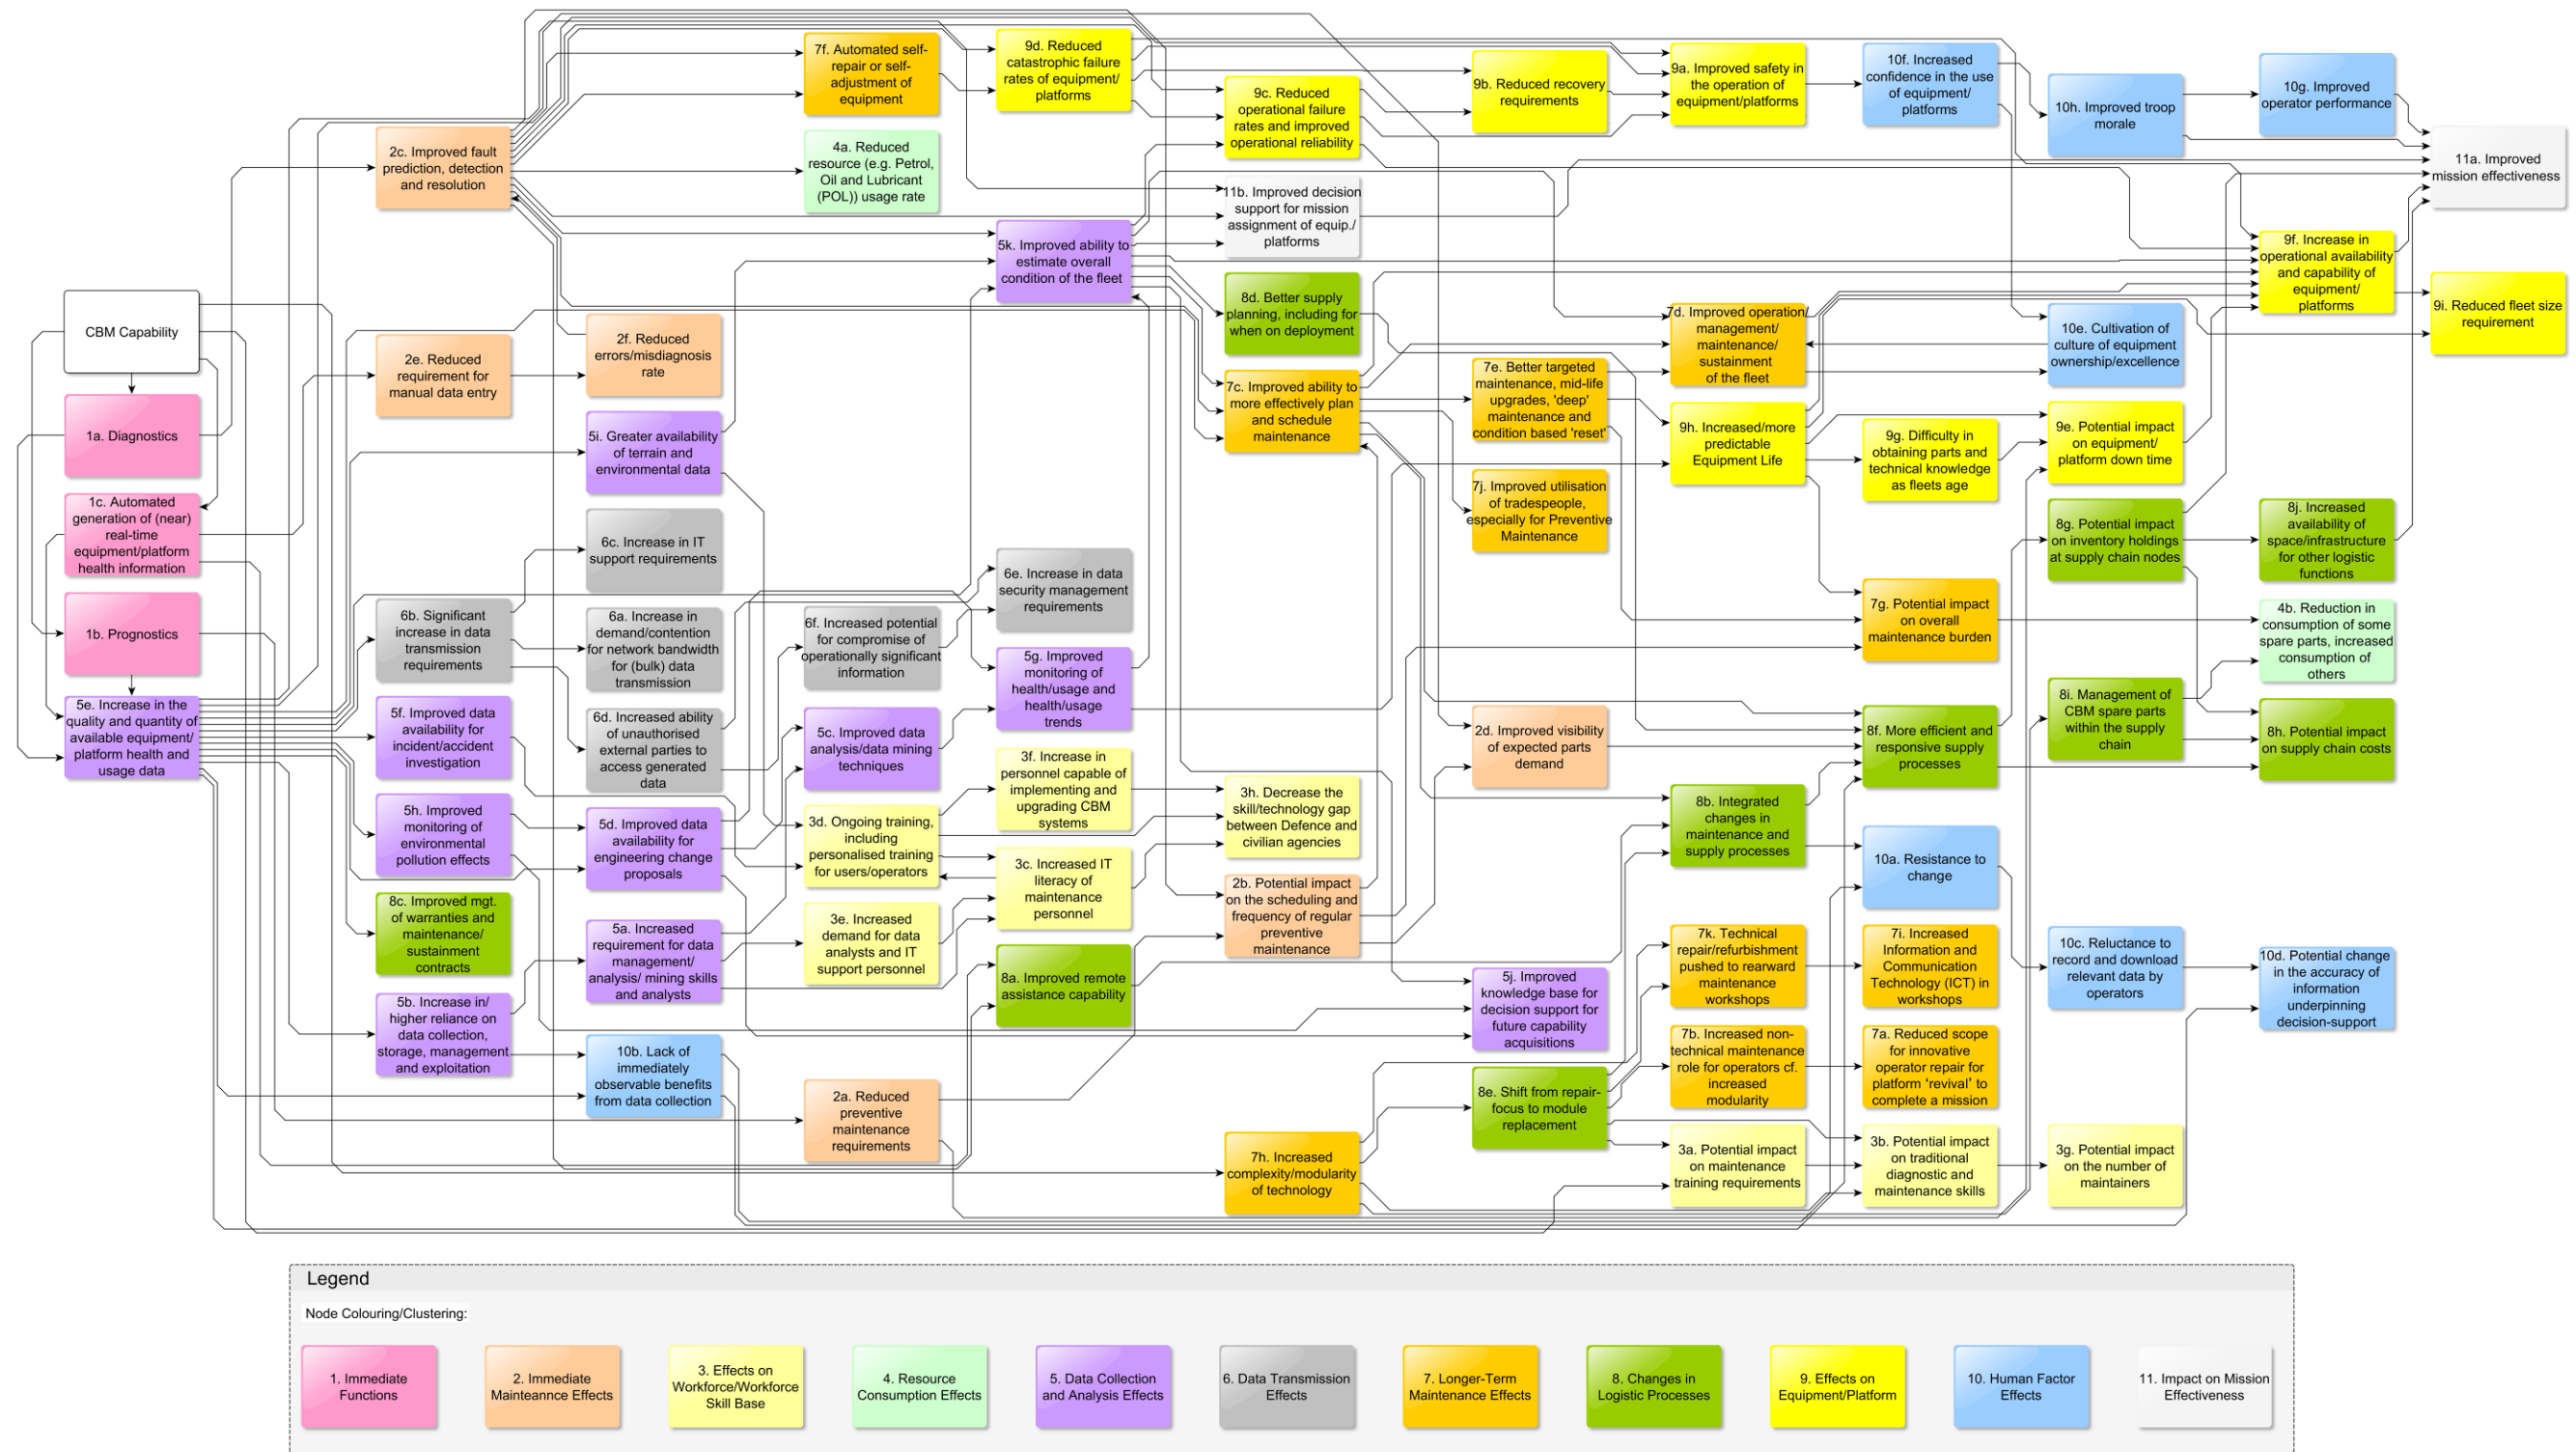 CBM Capability
1a. Diagnostics
1c. Automated
generation of (near)
real-time
equipment/platform
health information
1b. Prognostics
5e. Increase in the
quality and quantity of
available equipment/
platform health and
usage data
2c. Improved fault
prediction, detection
and resolution
2e. Reduced
requirement for
manual data entry
6b. Significant
increase in data
transmission
requirements
5f. Improved data
availability for
incident/accident
investigation
5h. Improved
monitoring of
environmental
pollution effects
8c. Improved mgt.
of warranties and
maintenance/
sustainment
contracts
5b. Increase in/
higher reliance on
data collection,
storage, management
and exploitation
2f. Reduced
errors/misdiagnosis
rate
5i. Greater availability
of terrain and
environmental data
6c. Increase in IT
support requirements
6a. Increase in
demand/contention
for network bandwidth
for (bulk) data
transmission
6d. Increased ability
of unauthorised
external parties to
access generated
data
5d. Improved data
availability for
engineering change
proposals
5a. Increased
requirement for data
management/
analysis/ mining skills
and analysts
10b. Lack of
immediately
observable benefits
from data collection
7f. Automated self-
repair or self-
adjustment of
equipment
4a. Reduced
resource (e.g. Petrol,
Oil and Lubricant
(POL)) usage rate
6f. Increased potential
for compromise of
operationally significant
information
5c. Improved data
analysis/data mining
techniques
3d. Ongoing training,
including
personalised training
for users/operators
3e. Increased
demand for data
analysts and IT
support personnel
2a. Reduced
preventive
maintenance
requirements
9d. Reduced
catastrophic failure
rates of equipment/
platforms
5k. Improved ability to
estimate overall
condition of the fleet
6e. Increase in data
security management
requirements
5g. Improved
monitoring of
health/usage and
health/usage
trends
3f. Increase in
personnel capable of
implementing and
upgrading CBM
systems
3c. Increased IT
literacy of
maintenance
personnel
8a. Improved remote
assistance capability
9c. Reduced
operational failure
rates and improved
operational reliability
11b. Improved decision
support for mission
assignment of equip./
platforms
8d. Better supply
planning, including for
when on deployment
7c. Improved ability to
more effectively plan
and schedule
maintenance
3h. Decrease the
skill/technology gap
between Defence and
civilian agencies
2b. Potential impact
on the scheduling and
frequency of regular
preventive
maintenance
7h. Increased
complexity/modularity
of technology
9b. Reduced recovery
requirements
7e. Better targeted
maintenance, mid-life
upgrades, 'deep'
maintenance and
condition based 'reset'
7j. Improved utilisation
of tradespeople,
especially for Preventive
Maintenance
2d. Improved visibility
of expected parts
demand
5j. Improved
knowledge base for
decision support for
future capability
acquisitions
8e. Shift from repair-
focus to module
replacement
9a. Improved safety in
the operation of
equipment/platforms
7d. Improved operation/
management/
maintenance/
sustainment
of the fleet
9h. Increased/more
predictable
Equipment Life
8b. Integrated
changes in
maintenance and
supply processes
7k. Technical
repair/refurbishment
pushed to rearward
maintenance
workshops
7b. Increased non-
technical maintenance
role for operators cf.
increased
modularity
3a. Potential impact
on maintenance
training requirements
10f. Increased
confidence in the use
of equipment/
platforms
9g. Difficulty in
obtaining parts and
technical knowledge
as fleets age
7g. Potential impact
on overall
maintenance burden
8f. More efficient and
responsive supply
processes
10a. Resistance to
change
7i. Increased
Information and
Communication
Technology (ICT) in
workshops
7a. Reduced scope
for innovative
operator repair for
platform ‘revival’ to
complete a mission
3b. Potential impact
on traditional
diagnostic and
maintenance skills
10h. Improved troop
morale
10e. Cultivation of
culture of equipment
ownership/excellence
9e. Potential impact
on equipment/
platform down time
8g. Potential impact
on inventory holdings
at supply chain nodes
8i. Management of
CBM spare parts
within the supply
chain
10c. Reluctance to
record and download
relevant data by
operators
3g. Potential impact
on the number of
maintainers
10g. Improved
operator performance
9f. Increase in
operational availability
and capability of
equipment/
platforms
8j. Increased
availability of
space/infrastructure
for other logistic
functions
4b. Reduction in
consumption of some
spare parts, increased
consumption of
others
8h. Potential impact
on supply chain costs
10d. Potential change
in the accuracy of
information
underpinning
decision-support
11a. Improved
mission effectiveness
9i. Reduced fleet size
requirement
Legend
Node Colouring/Clustering:
1. Immediate
Functions
2. Immediate
Mainteannce Effects
3. Effects on
Workforce/Workforce
Skill Base
4. Resource
Consumption Effects
5. Data Collection
and Analysis Effects
6. Data Transmission
Effects
7. Longer-Term
Maintenance Effects
8. Changes in
Logistic Processes
9. Effects on
Equipment/Platform
10. Human Factor
Effects
11. Impact on Mission
Effectiveness